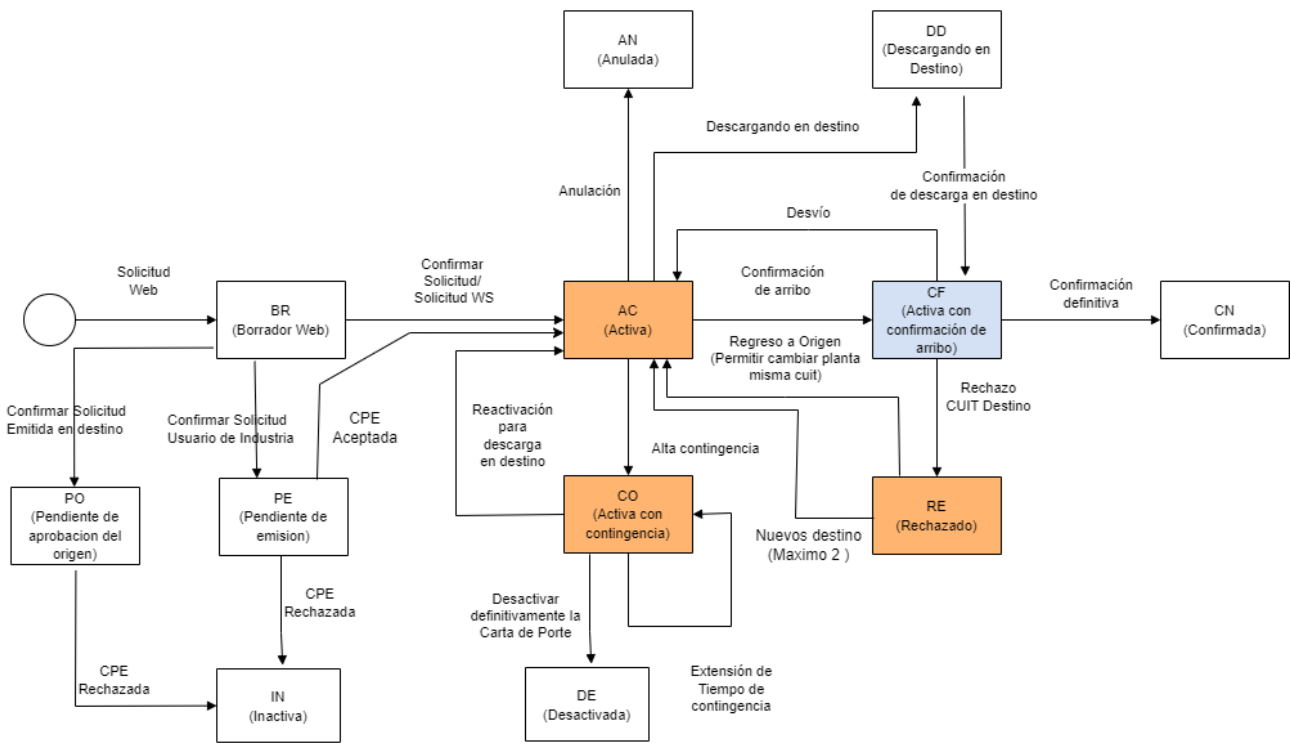 AN
(Anulada)
DD
(Descargando en
Destino)
Descargando en destino
Anulación
Confirmación
de descarga en destino
Desvío
Solicitud
Web
Confirmar
Solicitud/
Solicitud WS
Confirmación
de arribo
Confirmación
definitiva
BR
(Borrador Web)
AC
(Activa)
CF
(Activa con
confirmación de
arribo)
CN
(Confirmada)
Regreso a Origen
(Permitir cambiar planta
misma cuit)
Rechazo
CUIT Destino
Confirmar Solicitud
Emitida en destino
Confirmar Solicitud
Usuario de Industria
CPE
Aceptada
Reactivación
para
descarga
en destino
Alta contingencia
PO
(Pendiente de
aprobacion del
origen)
PE
(Pendiente de
emision)
CO
(Activa con
contingencia)
RE
(Rechazado)
Nuevos destino
(Maximo 2 )
CPE
Rechazada
Desactivar
definitivamente la
Carta de Porte
CPE
Rechazada
Extensión de
Tiempo de
contingencia
IN
(Inactiva)
DE
(Desactivada)